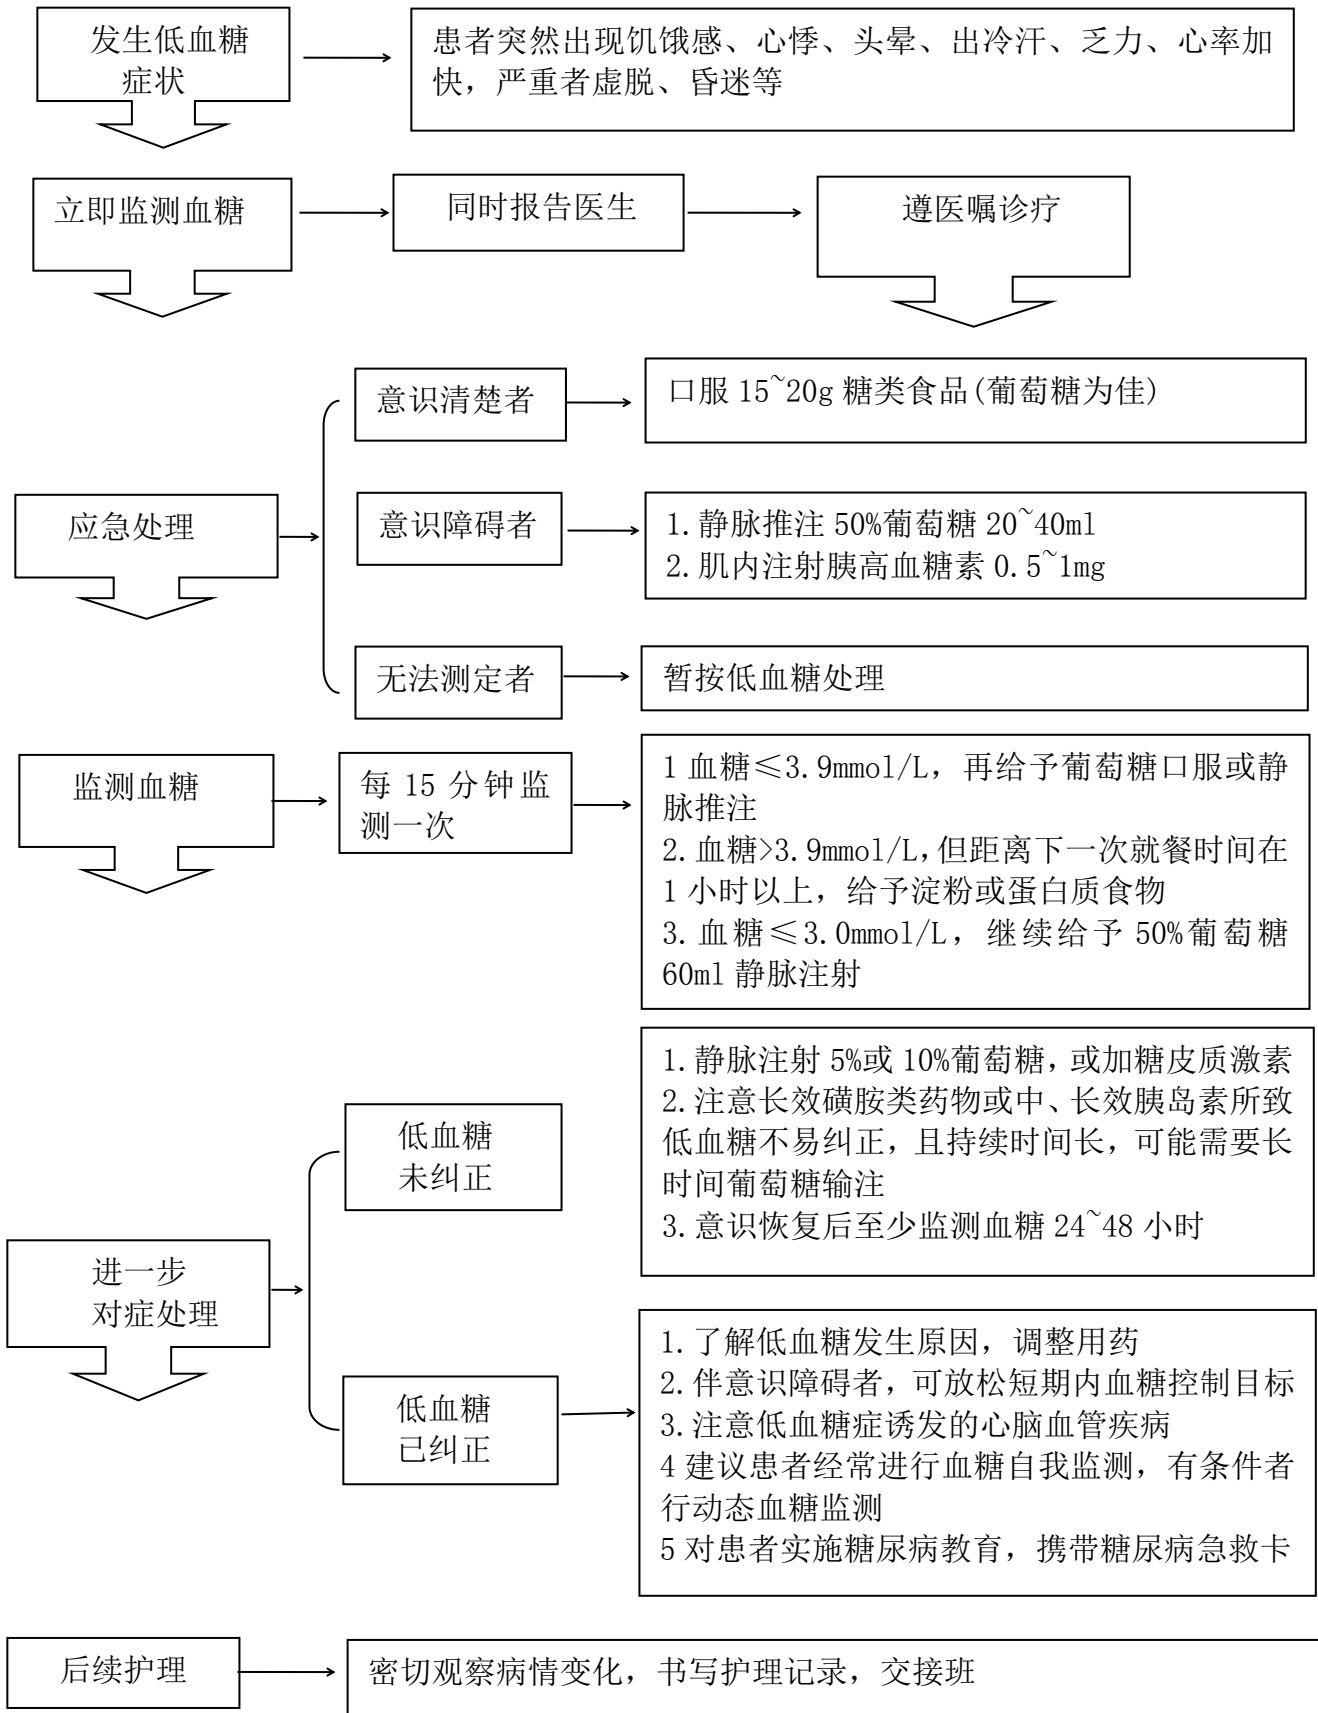 发生低血糖
症状
患者突然出现饥饿感、心悸、头晕、出冷汗、乏力、心率加
快，严重者虚脱、昏迷等
立即监测血糖
同时报告医生
遵医嘱诊疗
意识清楚者
口服 15~20g 糖类食品(葡萄糖为佳)
应急处理
意识障碍者
1.静脉推注 50%葡萄糖 20~40ml
2.肌内注射胰高血糖素 0.5~1mg
无法测定者
暂按低血糖处理
监测血糖
每 15 分钟监
测一次
1 血糖≤3.9mmol/L，再给予葡萄糖口服或静
脉推注
2.血糖>3.9mmol/L,但距离下一次就餐时间在
1 小时以上，给予淀粉或蛋白质食物
3.血糖≤3.0mmol/L，继续给予 50%葡萄糖
60ml 静脉注射
进一步
对症处理
低血糖
未纠正
1.静脉注射 5%或 10%葡萄糖，或加糖皮质激素
2.注意长效磺胺类药物或中、长效胰岛素所致
低血糖不易纠正，且持续时间长，可能需要长
时间葡萄糖输注
3.意识恢复后至少监测血糖 24~48 小时
低血糖
已纠正
1.了解低血糖发生原因，调整用药
2.伴意识障碍者，可放松短期内血糖控制目标
3.注意低血糖症诱发的心脑血管疾病
4 建议患者经常进行血糖自我监测，有条件者
行动态血糖监测
5 对患者实施糖尿病教育，携带糖尿病急救卡
后续护理
密切观察病情变化，书写护理记录，交接班